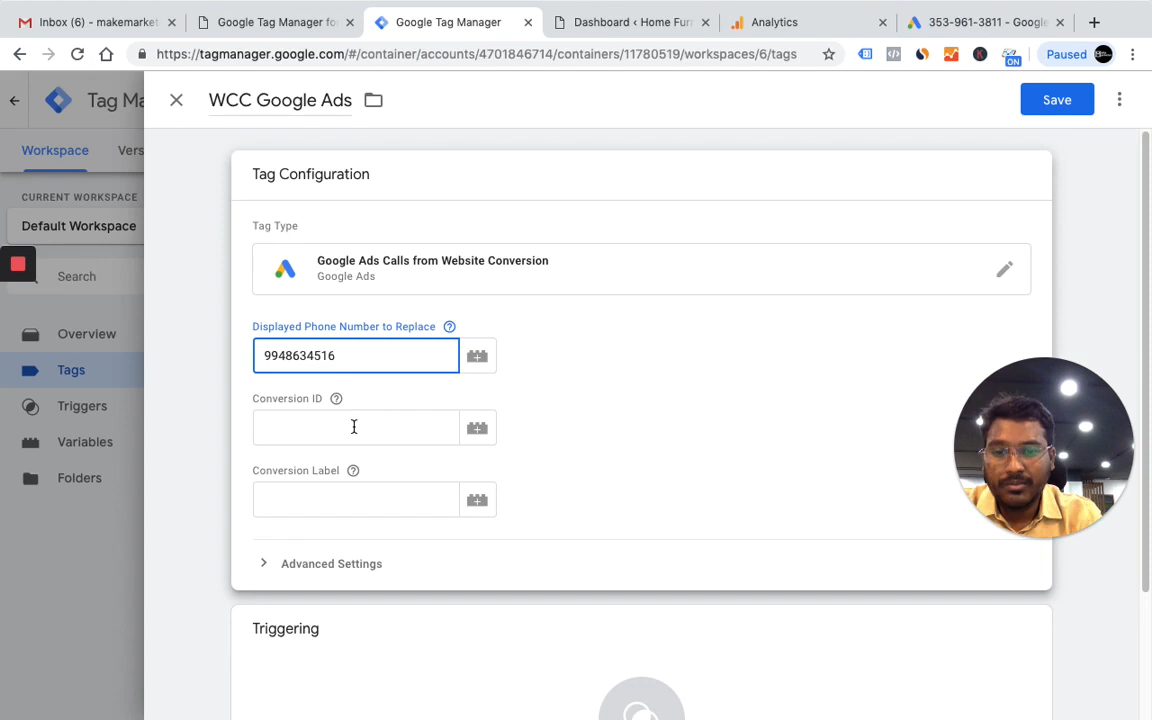 Inbox (6) - makemarket
Google Tag Manager fo
Google Tag Manager
Dashboard ‹ Home Fur
Analytics
353-961-3811 - Google
https://tagmanager.google.com/#/container/accounts/4701846714/containers/11780519/workspaces/6/tags
ON
Paused
Tag Ma
WCC Google Ads
Save
Workspace
Vers
Tag Configuration
CURRENT WORKSPACE
Default Workspace
Tag Type
Google Ads Calls from Website Conversion
Google Ads
Search
Displayed Phone Number to Replace
Overview
9948634516
Tags
Conversion ID
Triggers
Variables
Conversion Label
Folders
Advanced Settings
Triggering